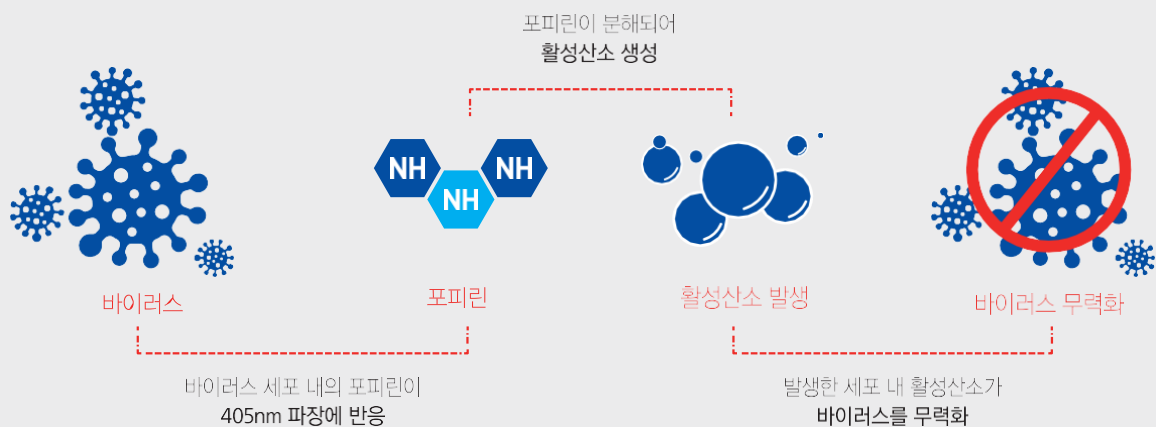 포피린이 분해되어
활성산소 생성
NH
NH
NH
바이러스
포피린
활성산소 발생
바이러스 무력화
바이러스 세포 내의 포피린이
405nm 파장에 반응
발생한 세포 내 활성산소가
바이러스를 무력화